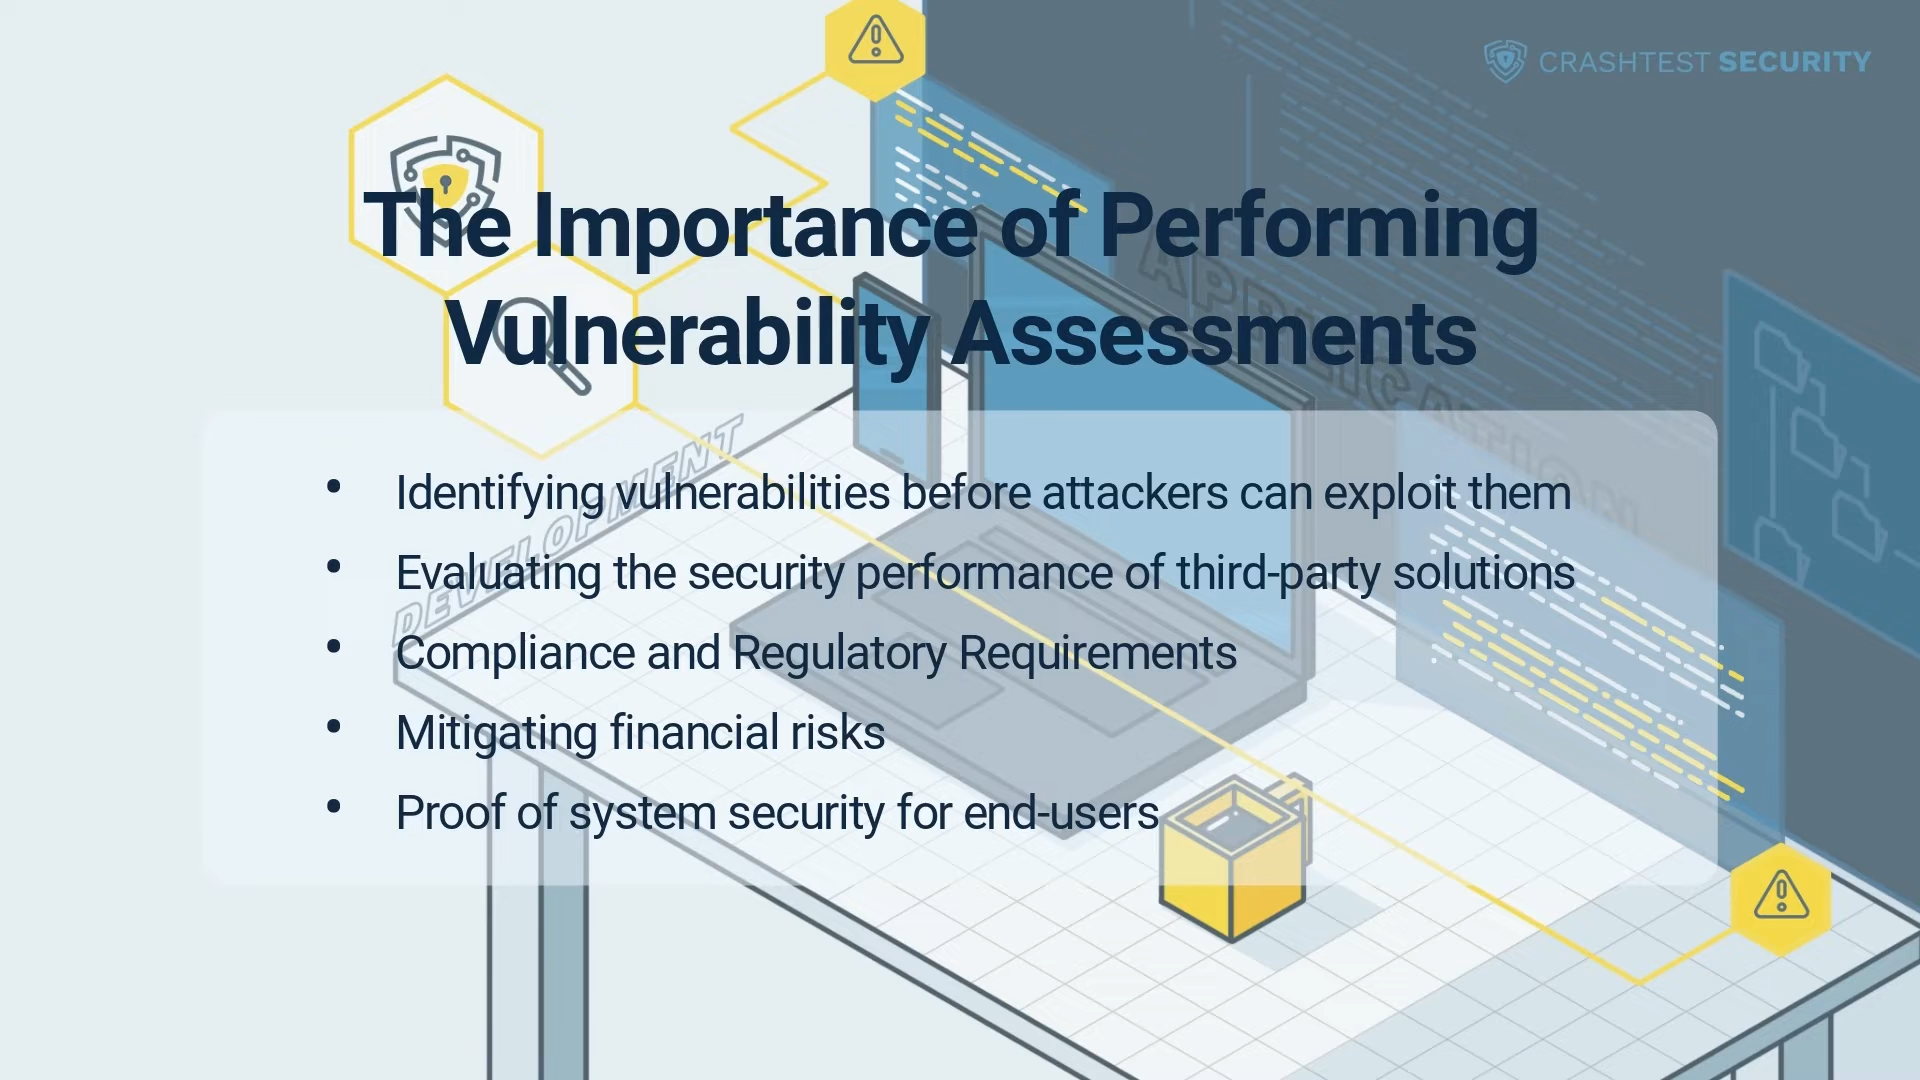 CRASHTEST SECURITY
The Importance of Performing
Vulnerability Assessments
APPLICATION
DEVELOPMENT
• Identifying vulnerabilities before attackers can exploit them
• Evaluating the security performance of third-party solutions
• Compliance and Regulatory Requirements
• Mitigating financial risks
• Proof of system security for end-users